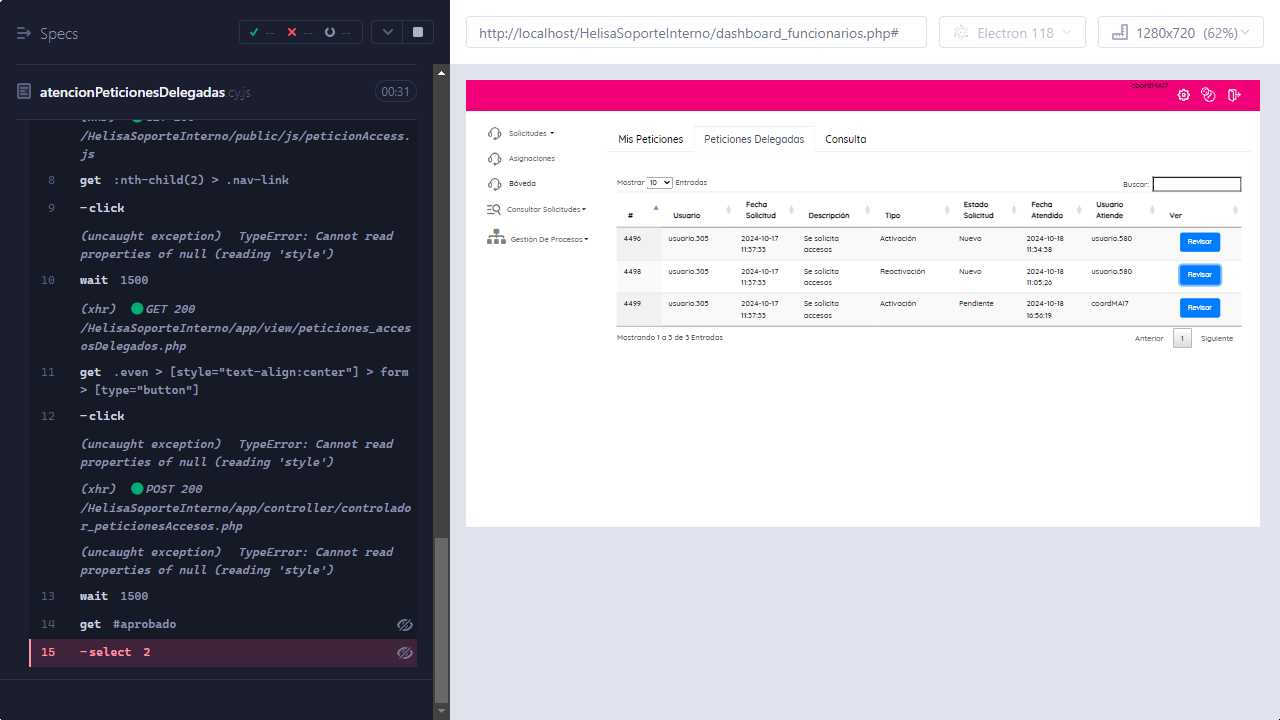 Specs
-- -- --
atencionPeticionesDelegadas.cy.js 00:31
(xhr) GET 200
/HelisaSoporteInterno/public/js/peticionAccess.
js
8 get :nth-child(2) > .nav-link
9 -click
(uncaught exception) TypeError: Cannot read
properties of null (reading 'style')
10 wait 1500
(xhr) GET 200
/HelisaSoporteInterno/app/view/peticiones_acces
osDelegados.php
11 get .even > [style="text-align:center"] > form
> [type="button"]
12 -click
(uncaught exception) TypeError: Cannot read
properties of null (reading 'style')
(xhr) POST 200
/HelisaSoporteInterno/app/controller/controlado
r_peticionesAccesos.php
(uncaught exception) TypeError: Cannot read
properties of null (reading 'style')
13 wait 1500
14 get #aprobado
15 -select 2
http://localhost/HelisaSoporteInterno/dashboard_funcionarios.php#
Electron 118
1280x720 (62%)
coordMAI7
Solicitudes
Asignaciones
Bóveda
Consultar Solicitudes
Gestión De Procesos
Mis Peticiones Peticiones Delegadas Consulta
Mostrar 10 Entradas Buscar:
# Usuario Fecha Solicitud Descripción Tipo Estado Solicitud Fecha Atendido Usuario Atiende Ver
4496 usuario.305 2024-10-17 11:37:33 Se solicita accesos Activación Nuevo 2024-10-18 11:34:38 usuario.580 Revisar
4498 usuario.305 2024-10-17 11:37:33 Se solicita accesos Reactivación Nuevo 2024-10-18 11:05:26 usuario.580 Revisar
4499 usuario.305 2024-10-17 11:37:33 Se solicita accesos Activación Pendiente 2024-10-18 16:56:19 coordMAI7 Revisar
Mostrando 1 a 3 de 3 Entradas Anterior 1 Siguiente